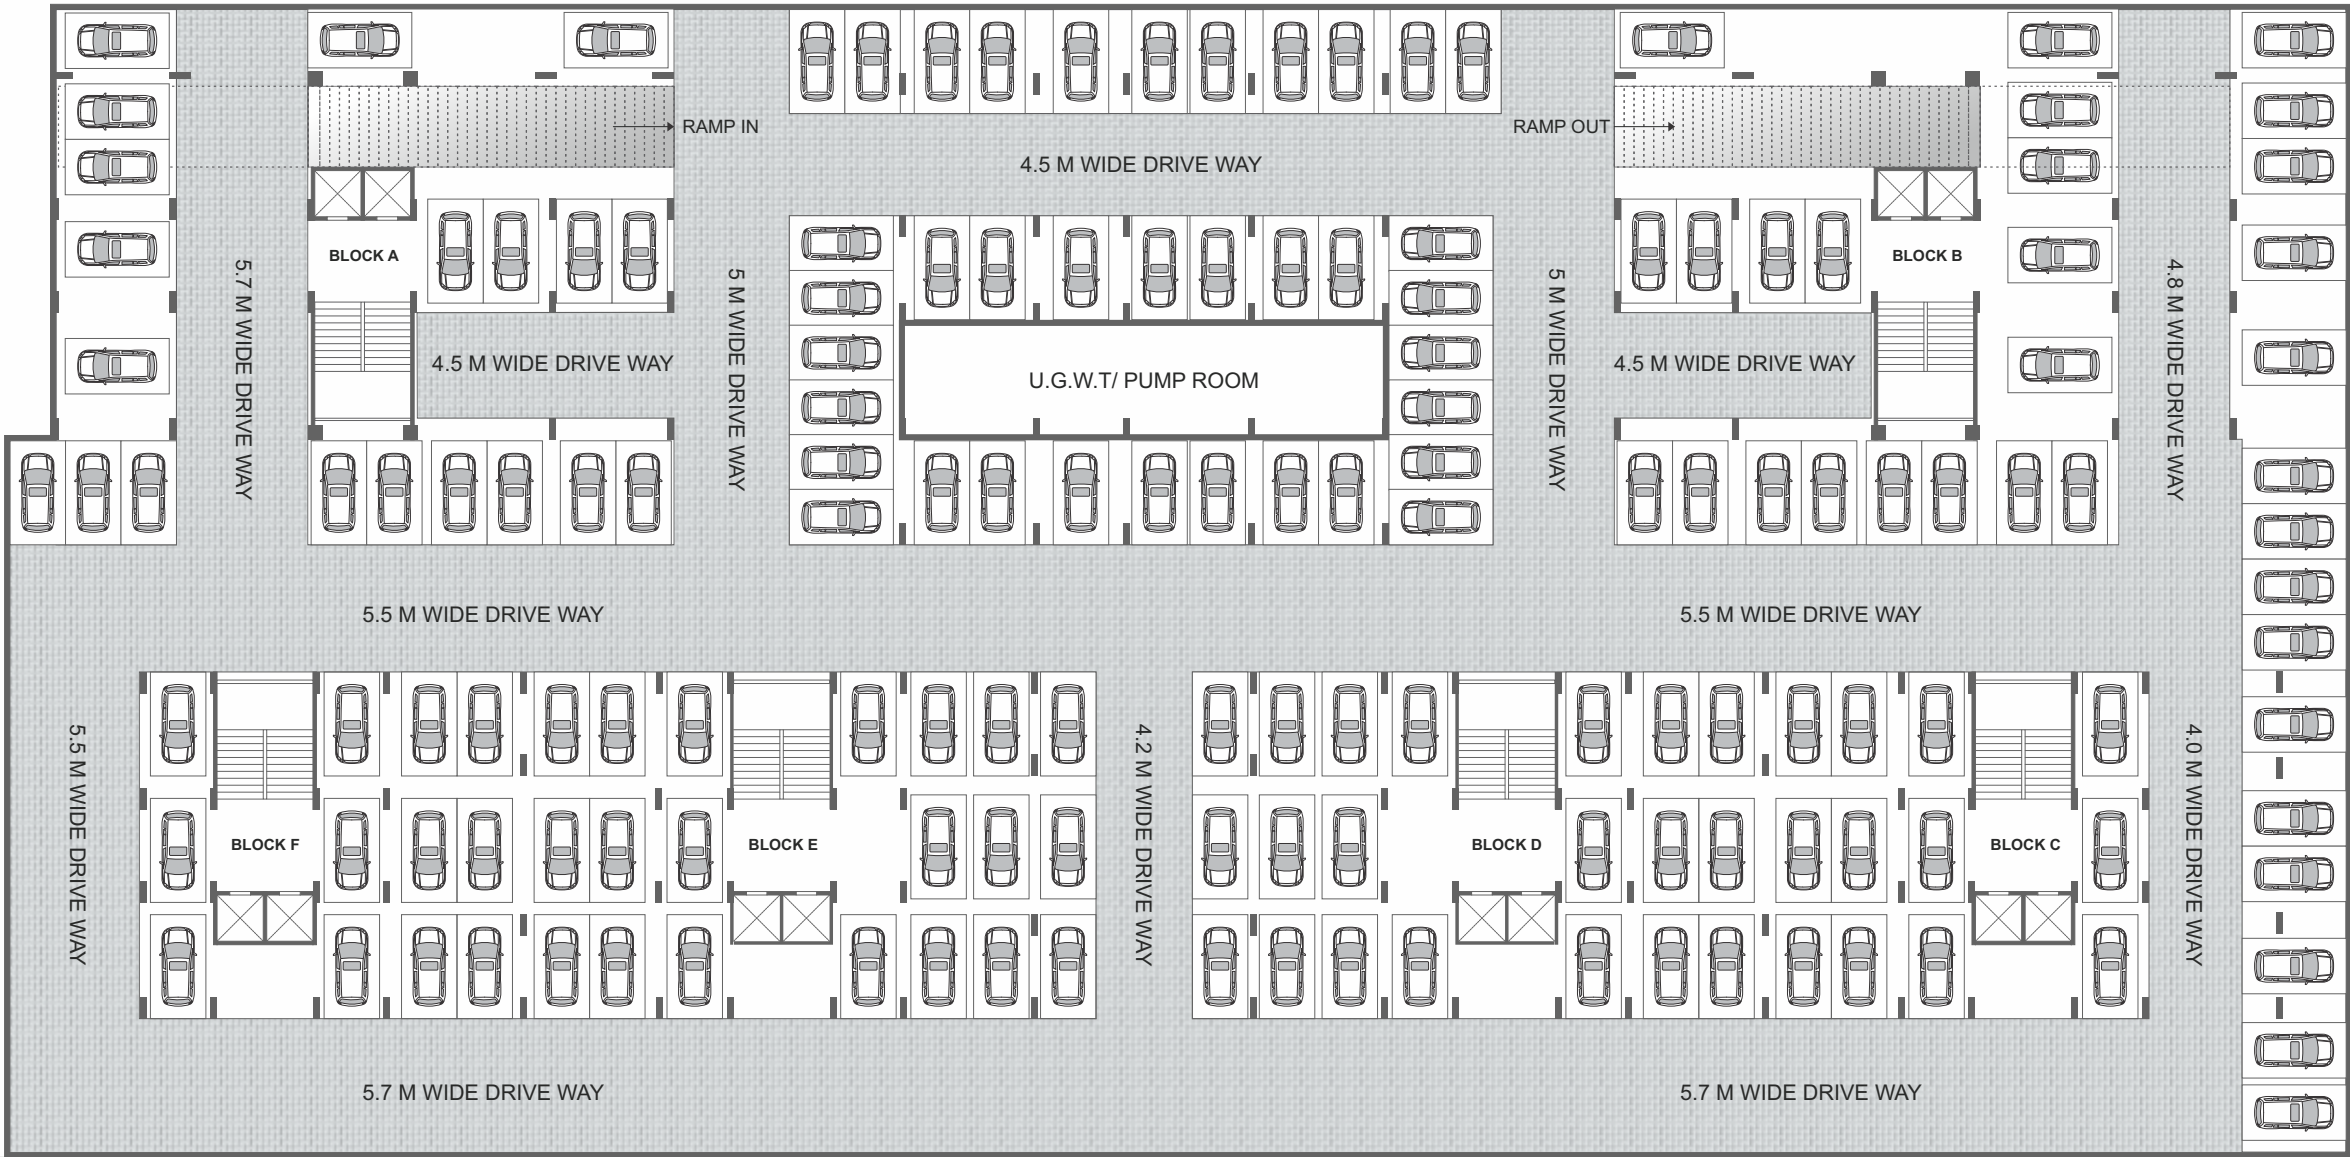 RAMP IN
RAMP OUT
4.5 M WIDE DRIVE WAY
BLOCK A
BLOCK B
5.7 M WIDE DRIVE WAY
5 M WIDE DRIVE WAY
5 M WIDE DRIVE WAY
4.8 M WIDE DRIVE WAY
4.5 M WIDE DRIVE WAY
U.G.W.T/ PUMP ROOM
4.5 M WIDE DRIVE WAY
5.5 M WIDE DRIVE WAY
5.5 M WIDE DRIVE WAY
5.5 M WIDE DRIVE WAY
BLOCK F
BLOCK E
4.2 M WIDE DRIVE WAY
BLOCK D
BLOCK C
4.0 M WIDE DRIVE WAY
5.7 M WIDE DRIVE WAY
5.7 M WIDE DRIVE WAY